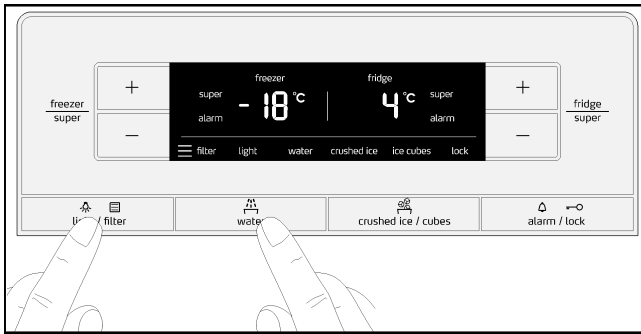 freezer
super
+
−
freezer
fridge
super
- 18 °C
4 °C
super
alarm
alarm
filter
light
water
crushed ice
ice cubes
lock
+
−
fridge
super
/ filter
crushed ice / cubes
alarm / lock